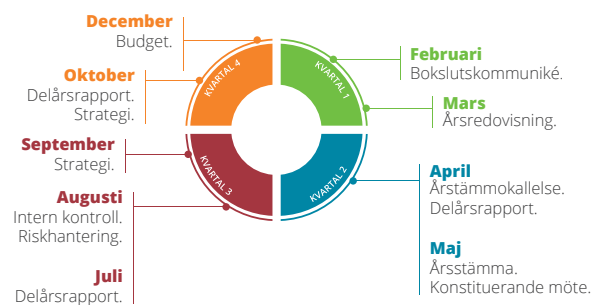 December
Budget.
Oktober
Delårsrapport.
Strategi.
September
Strategi.
Augusti
Intern kontroll.
Riskhantering.
Juli
Delårsrapport.
KVARTAL 4
KVARTAL 1
KVARTAL 3
KVARTAL 2
Februari
Bokslutskommuniké.
Mars
Årsredovisning.
April
Årstämmokallelse.
Delårsrapport.
Maj
Årsstämma.
Konstituerande möte.